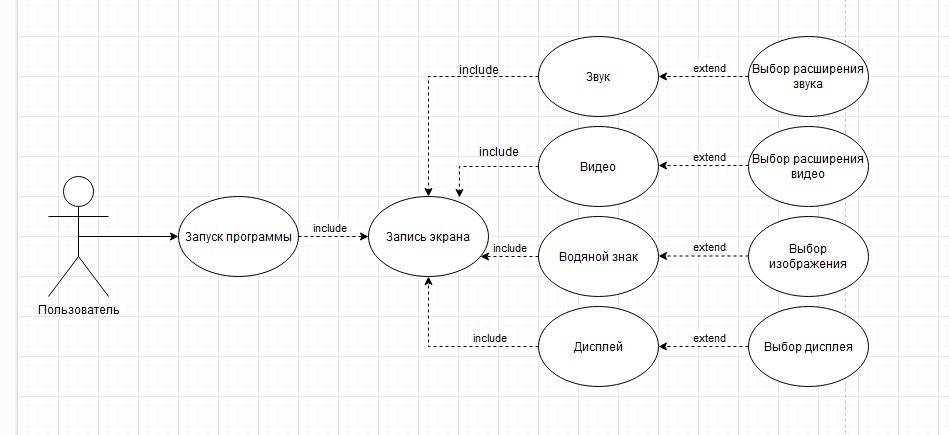 include
Звук
extend
Выбор расширения
звука
include
Видео
extend
Выбор расширения
видео
Запуск программы
include
Запись экрана
include
Водяной знак
extend
Выбор
изображения
Пользователь
include
Дисплей
extend
Выбор дисплея